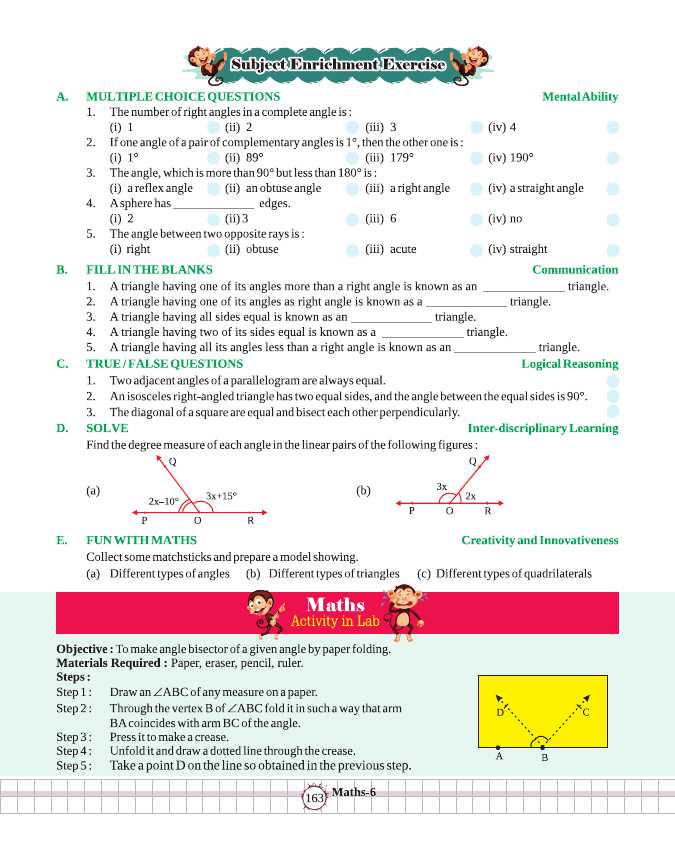 Subject Enrichment Exercise
A. MULTIPLE CHOICE QUESTIONS Mental Ability
1. The number of right angles in a complete angle is :
(i) 1 (ii) 2 (iii) 3 (iv) 4
2. If one angle of a pair of complementary angles is 1°, then the other one is :
(i) 1° (ii) 89° (iii) 179° (iv) 190°
3. The angle, which is more than 90° but less than 180° is :
(i) a reflex angle (ii) an obtuse angle (iii) a right angle (iv) a straight angle
4. A sphere has _____________ edges.
(i) 2 (ii) 3 (iii) 6 (iv) no
5. The angle between two opposite rays is :
(i) right (ii) obtuse (iii) acute (iv) straight
B. FILL IN THE BLANKS Communication
1. A triangle having one of its angles more than a right angle is known as an _____________ triangle.
2. A triangle having one of its angles as right angle is known as a _____________ triangle.
3. A triangle having all sides equal is known as an _____________ triangle.
4. A triangle having two of its sides equal is known as a _____________ triangle.
5. A triangle having all its angles less than a right angle is known as an _____________ triangle.
C. TRUE / FALSE QUESTIONS Logical Reasoning
1. Two adjacent angles of a parallelogram are always equal.
2. An isosceles right-angled triangle has two equal sides, and the angle between the equal sides is 90°.
3. The diagonal of a square are equal and bisect each other perpendicularly.
D. SOLVE Inter-disciplinary Learning
Find the degree measure of each angle in the linear pairs of the following figures :
(a) Q 2x–10° 3x+15° P O R
(b) Q 3x 2x P O R
E. FUN WITH MATHS Creativity and Innovativeness
Collect some matchsticks and prepare a model showing.
(a) Different types of angles (b) Different types of triangles (c) Different types of quadrilaterals
Maths
Activity in Lab
Objective : To make angle bisector of a given angle by paper folding.
Materials Required : Paper, eraser, pencil, ruler.
Steps :
Step 1 : Draw an ∠ABC of any measure on a paper.
Step 2 : Through the vertex B of ∠ABC fold it in such a way that arm
BA coincides with arm BC of the angle.
Step 3 : Press it to make a crease.
Step 4 : Unfold it and draw a dotted line through the crease.
Step 5 : Take a point D on the line so obtained in the previous step.
D C
A B
163 Maths-6